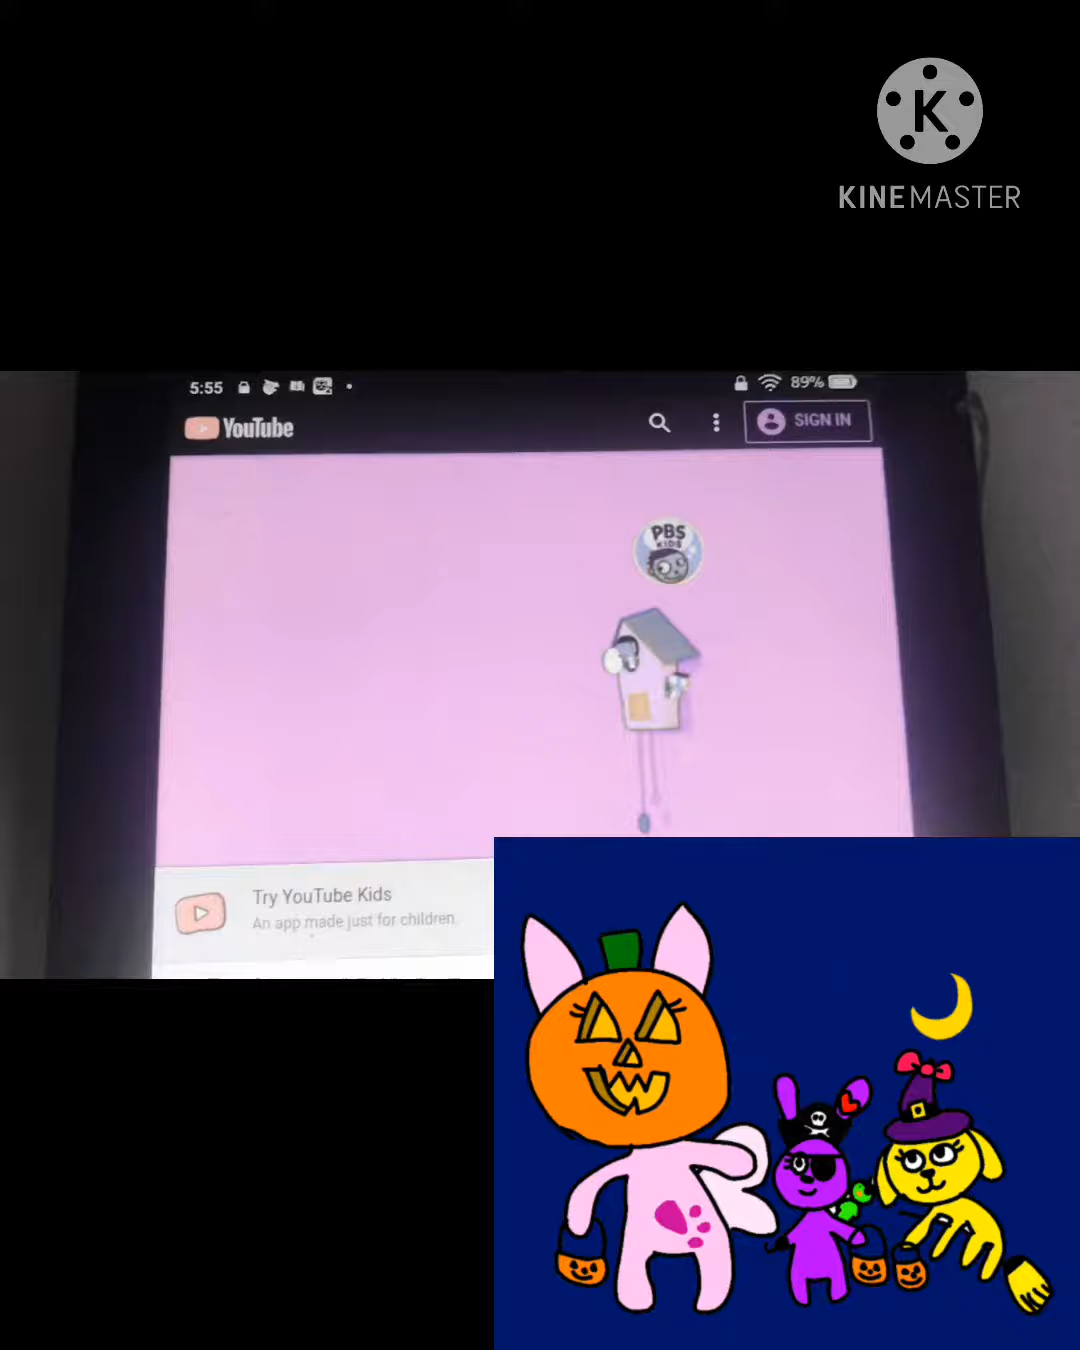 K
KINEMASTER
5:55
89%
YouTube
SIGN IN
PBS
KIDS
Try YouTube Kids
An app made just for children.